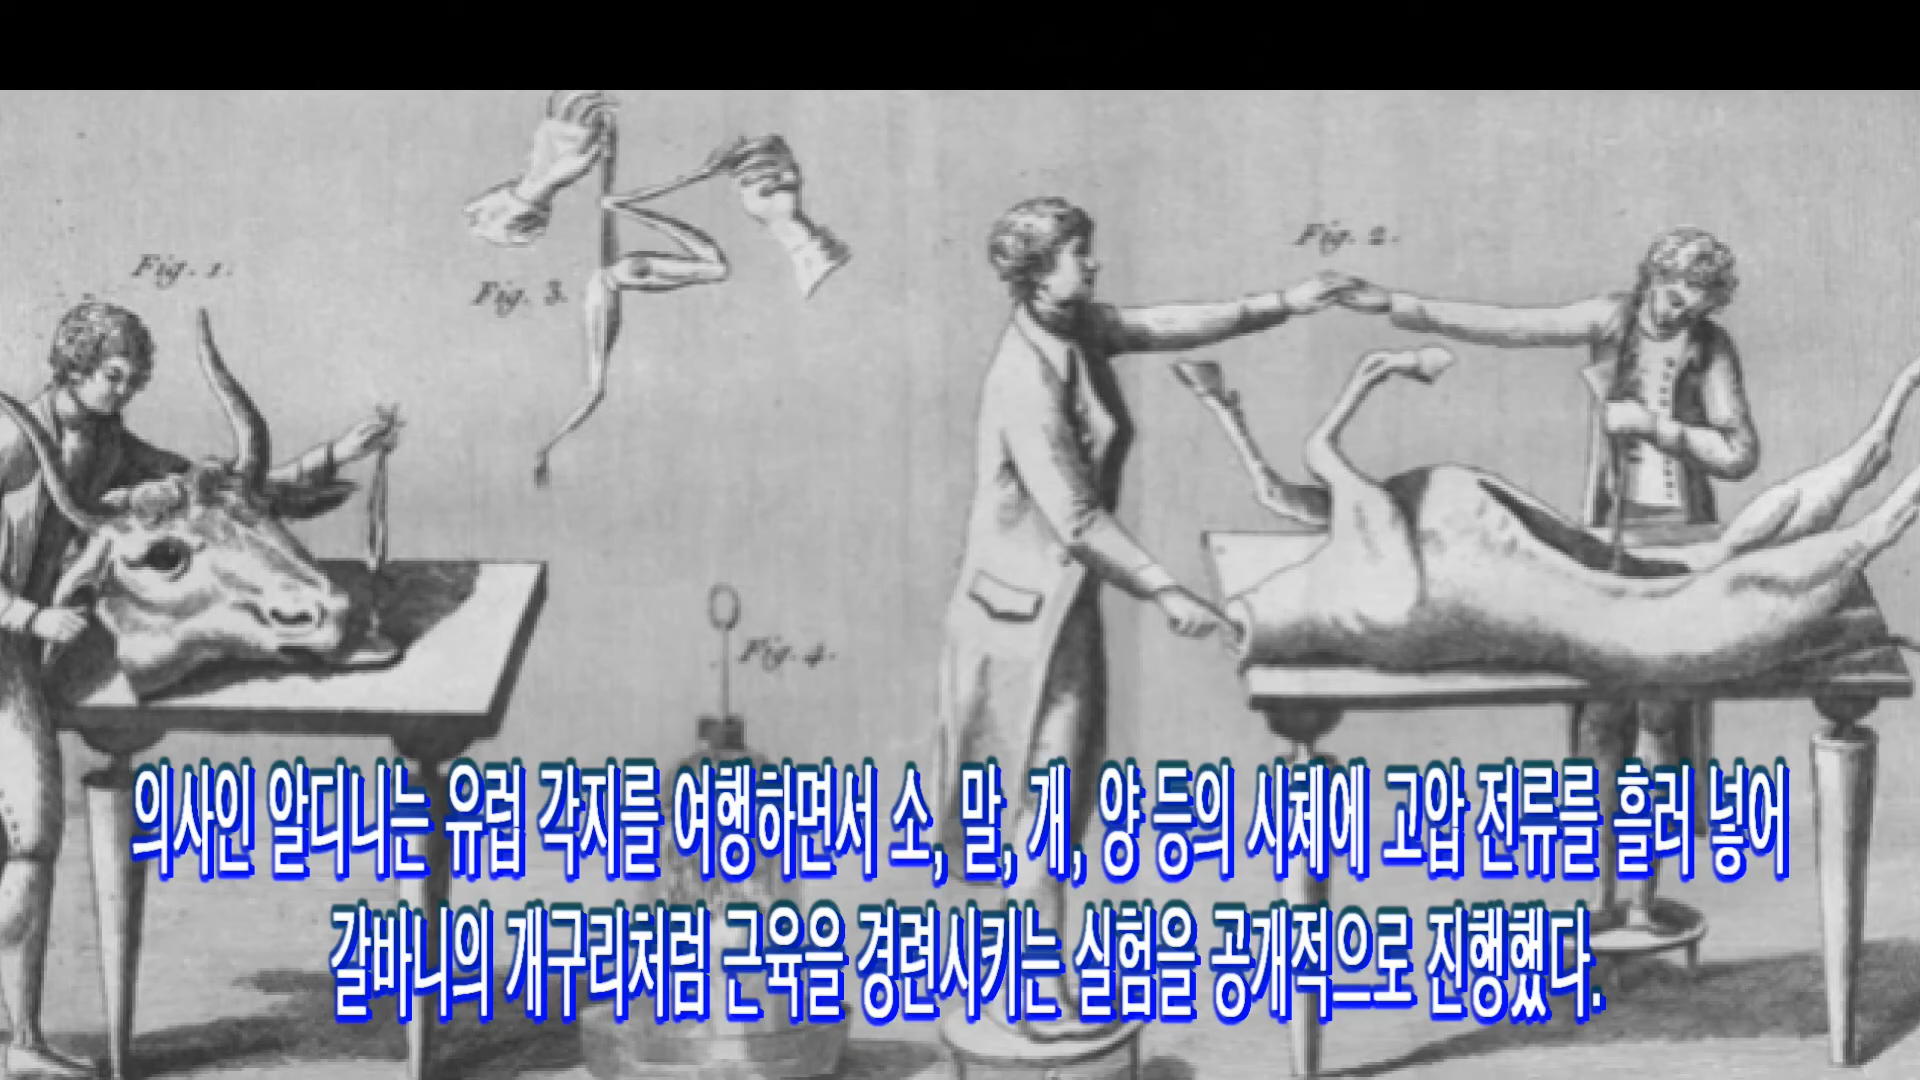 Fig. 1.
Fig. 3.
Fig. 2.
Fig. 4.
의사인 알디니는 유럽 각지를 여행하면서 소, 말, 개, 양 등의 시체에 고압 전류를 흘려 넣어
갈바니의 개구리처럼 근육을 경련시키는 실험을 공개적으로 진행했다.